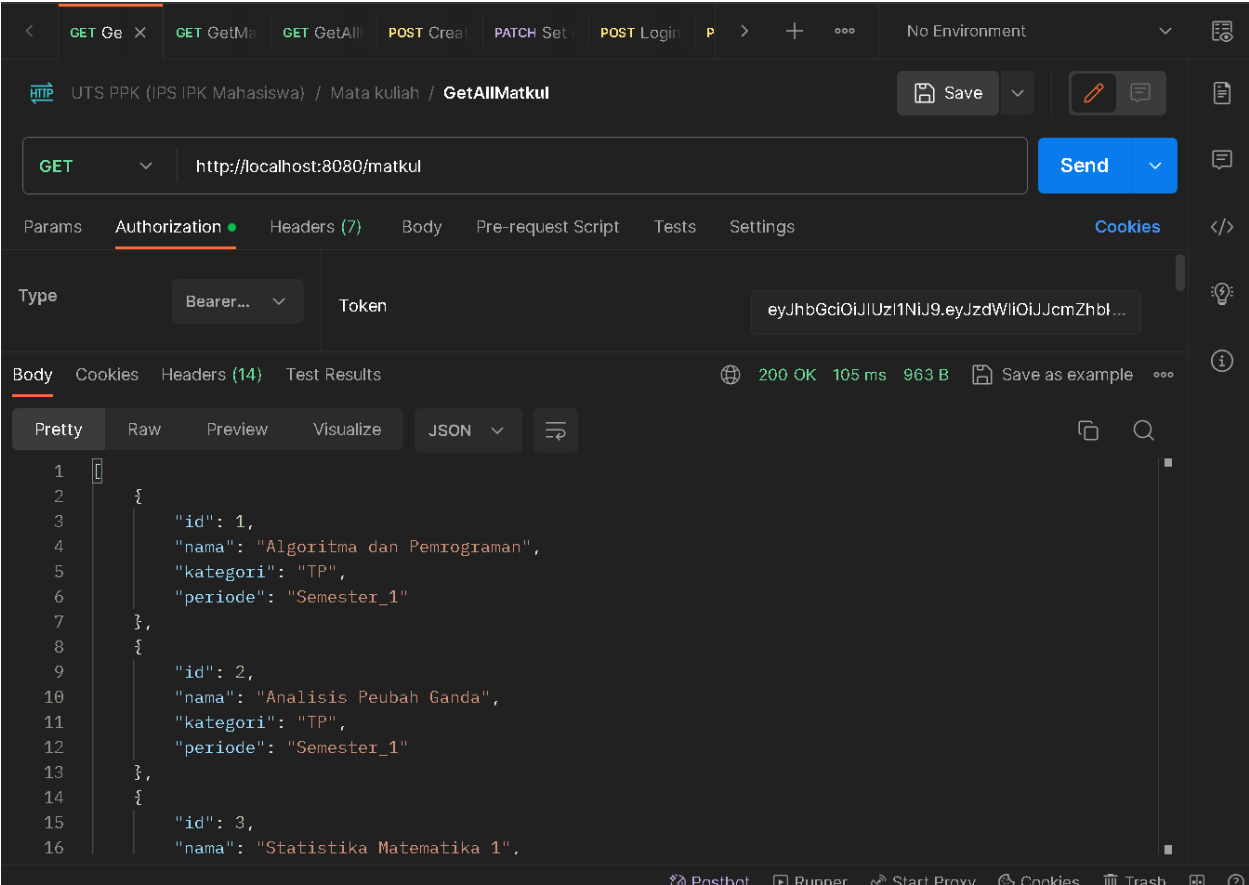 GET Ge GET GetMa GET GetAll POST Creat PATCH Set POST Login P No Environment
HTTP UTS PPK (IPS IPK Mahasiswa) / Mata kuliah / GetAllMatkul Save
GET http://localhost:8080/matkul Send
Params Authorization Headers (7) Body Pre-request Script Tests Settings Cookies
Type Bearer... Token eyJhbGciOiJIUzI1NiJ9.eyJzdWIiOiJJcmZhbI...
Body Cookies Headers (14) Test Results 200 OK 105 ms 963 B Save as example
Pretty Raw Preview Visualize JSON
1 [
2 {
3 "id": 1,
4 "nama": "Algoritma dan Pemrograman",
5 "kategori": "TP",
6 "periode": "Semester_1"
7 },
8 {
9 "id": 2,
10 "nama": "Analisis Peubah Ganda",
11 "kategori": "TP",
12 "periode": "Semester_1"
13 },
14 {
15 "id": 3,
16 "nama": "Statistika Matematika 1",
Postbot Runner Start Proxy Cookies Trash